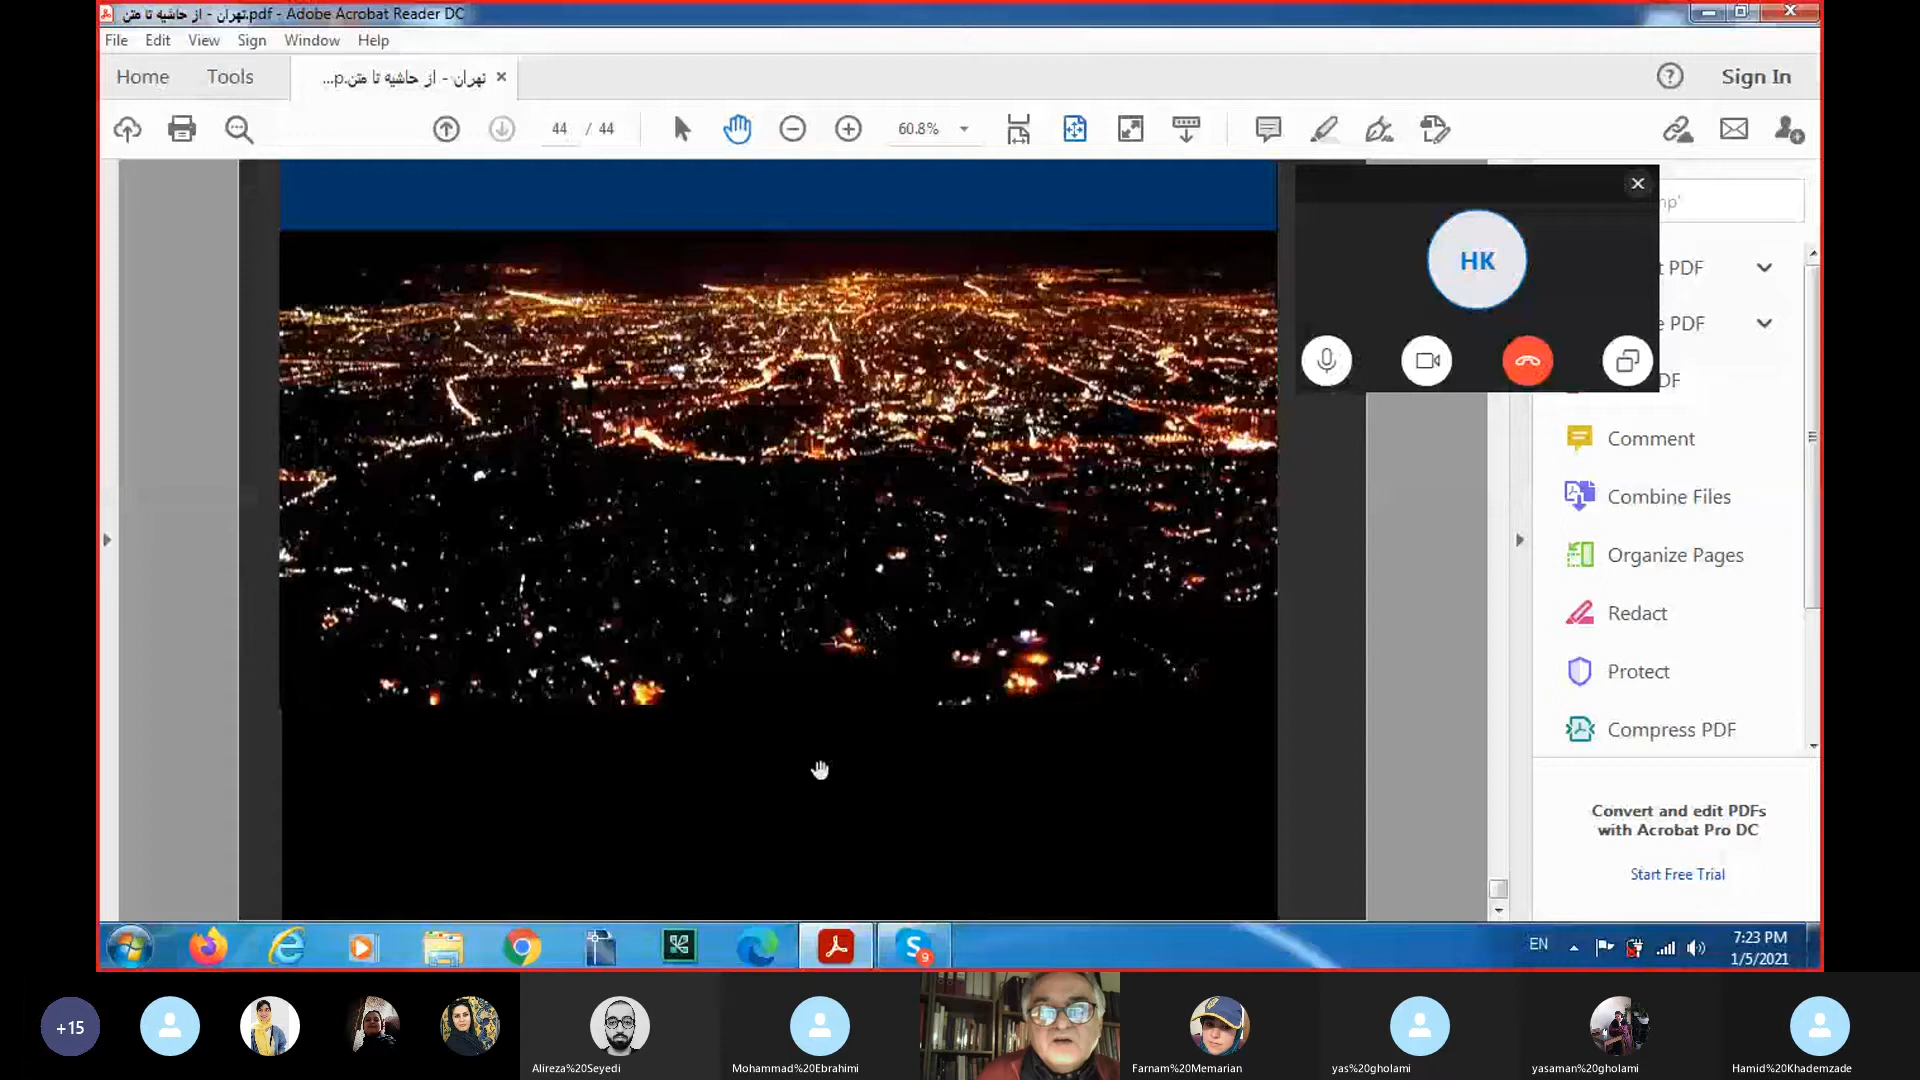 تهران - از حاشیه تا متن.pdf - Adobe Acrobat Reader DC
File Edit View Sign Window Help
Home Tools تهران - از حاشیه تا متن.p... Sign In
44 / 44 60.8%
HK
np'
t PDF
e PDF
DF
Comment
Combine Files
Organize Pages
Redact
Protect
Compress PDF
Convert and edit PDFs
with Acrobat Pro DC
Start Free Trial
EN 7:23 PM
1/5/2021
S 9
+15
Alireza%20Seyedi Mohammad%20Ebrahimi Farnam%20Memarian yas%20gholami yasaman%20gholami Hamid%20Khademzade